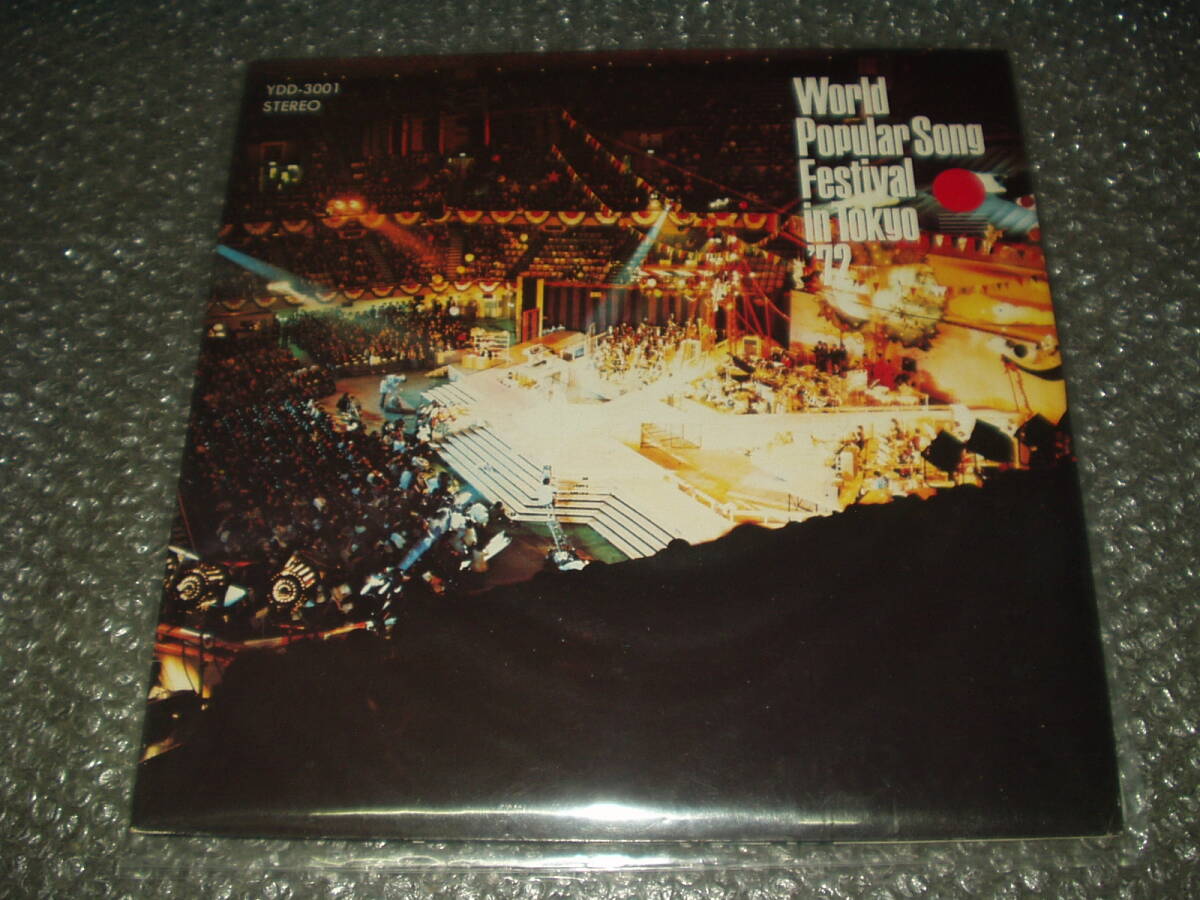 YDD-3001
STEREO
World
Popular Song
Festival
in Tokyo
'72